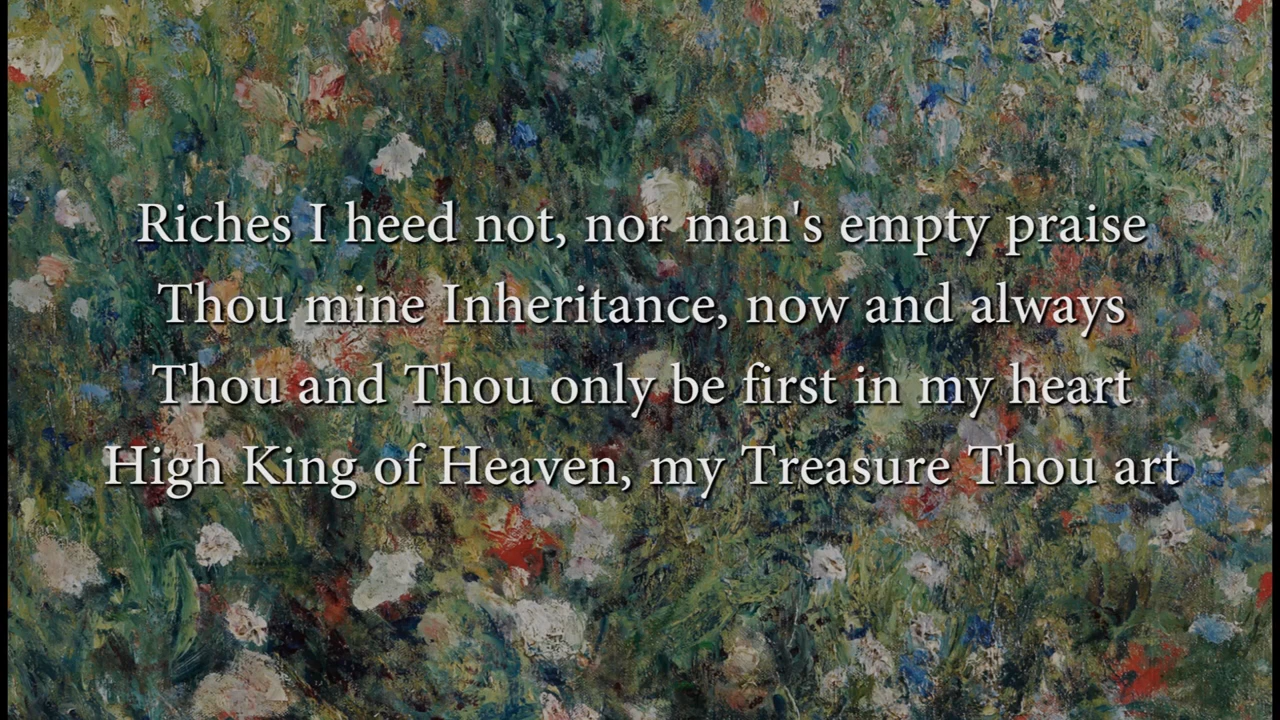 Riches I heed not, nor man's empty praise
Thou mine Inheritance, now and always
Thou and Thou only be first in my heart
High King of Heaven, my Treasure Thou art